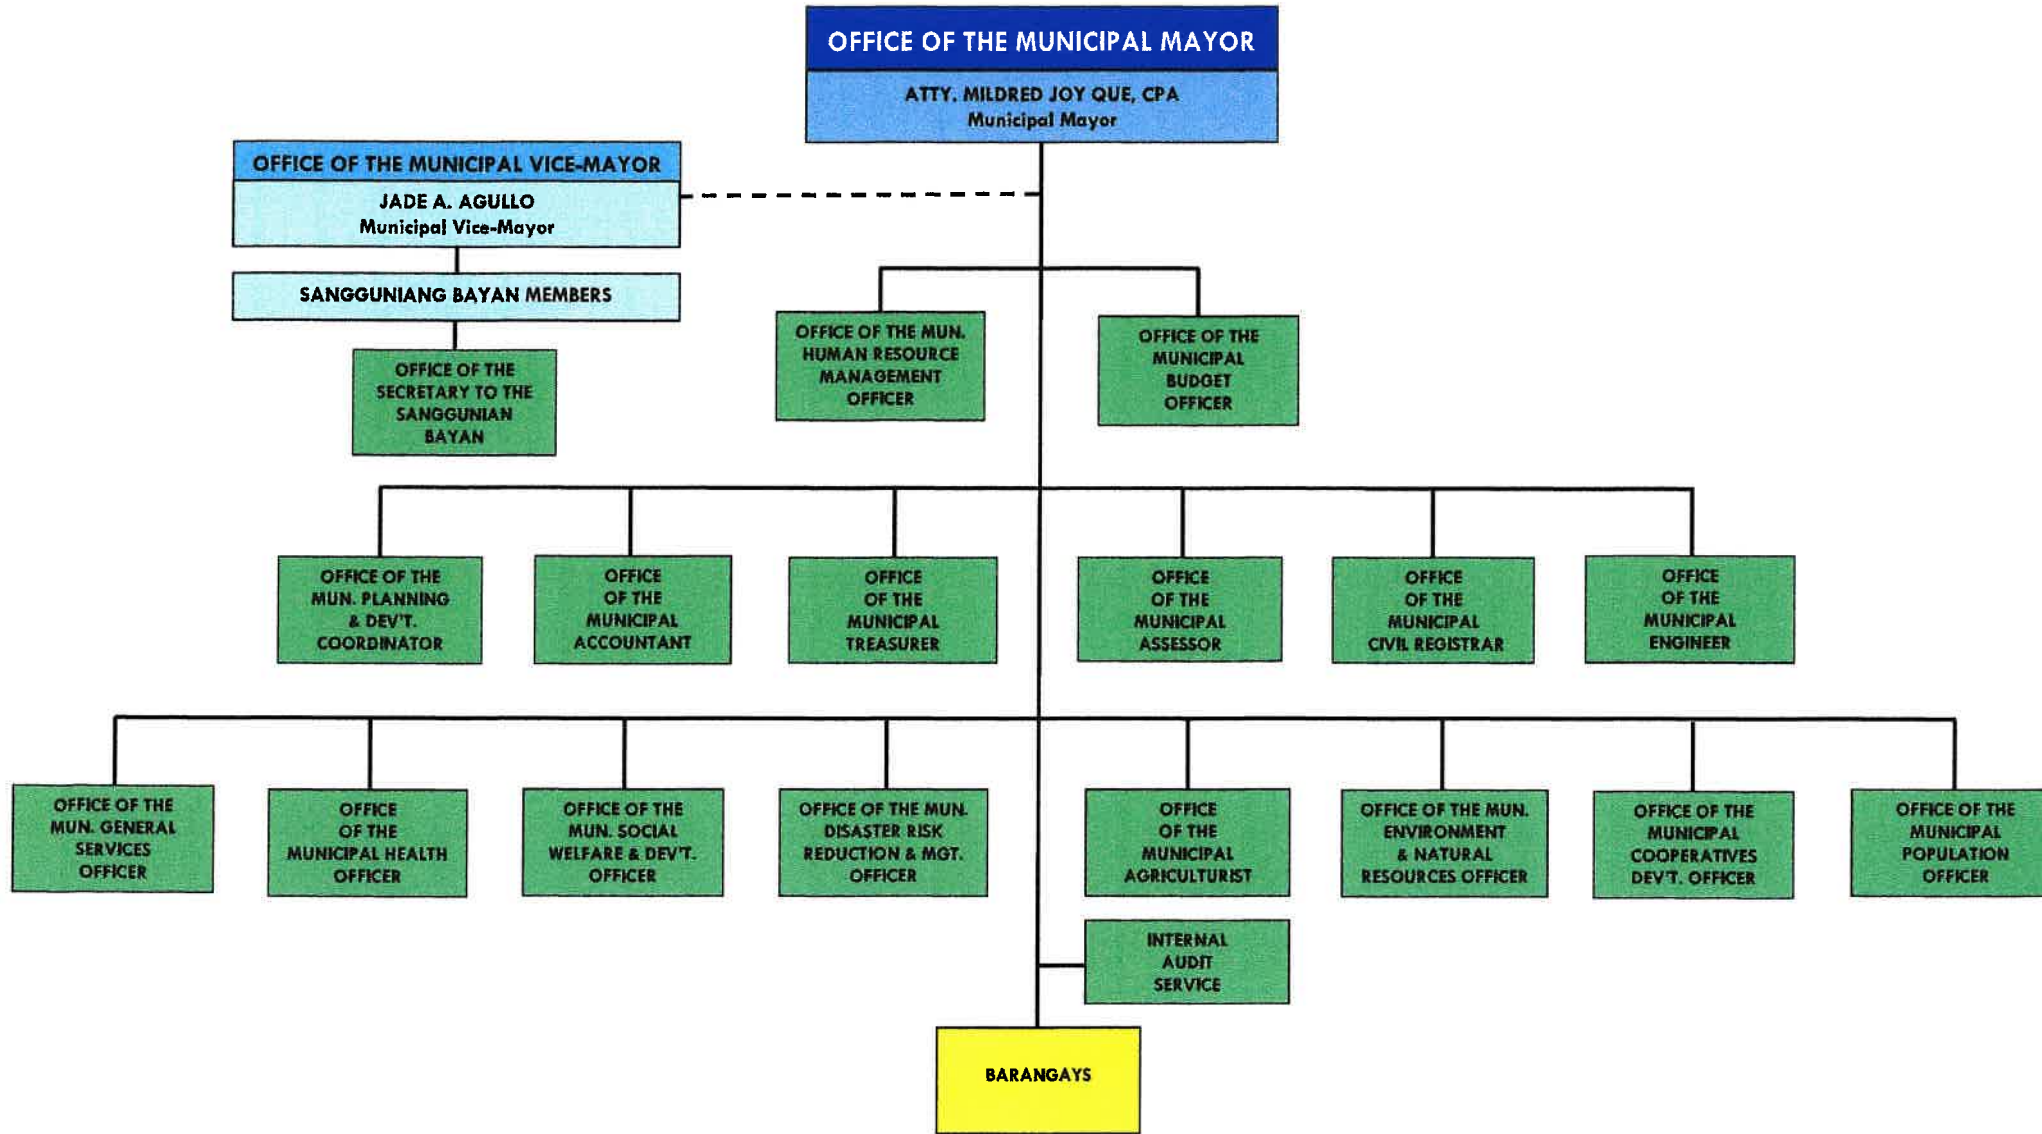 OFFICE OF THE MUNICIPAL MAYOR
ATTY. MILDRED JOY QUE, CPA
Municipal Mayor
OFFICE OF THE MUNICIPAL VICE-MAYOR
JADE A. AGULLO
Municipal Vice-Mayor
SANGGUNIANG BAYAN MEMBERS
OFFICE OF THE
SECRETARY TO THE
SANGGUNIAN
BAYAN
OFFICE OF THE MUN.
HUMAN RESOURCE
MANAGEMENT
OFFICER
OFFICE OF THE
MUNICIPAL
BUDGET
OFFICER
OFFICE OF THE
MUN. PLANNING
& DEV'T.
COORDINATOR
OFFICE
OF THE
MUNICIPAL
ACCOUNTANT
OFFICE
OF THE
MUNICIPAL
TREASURER
OFFICE
OF THE
MUNICIPAL
ASSESSOR
OFFICE
OF THE
MUNICIPAL
CIVIL REGISTRAR
OFFICE
OF THE
MUNICIPAL
ENGINEER
OFFICE OF THE
MUN. GENERAL
SERVICES
OFFICER
OFFICE
OF THE
MUNICIPAL HEALTH
OFFICER
OFFICE OF THE
MUN. SOCIAL
WELFARE & DEV'T.
OFFICER
OFFICE OF THE MUN.
DISASTER RISK
REDUCTION & MGT.
OFFICER
OFFICE
OF THE
MUNICIPAL
AGRICULTURIST
OFFICE OF THE MUN.
ENVIRONMENT
& NATURAL
RESOURCES OFFICER
OFFICE OF THE
MUNICIPAL
COOPERATIVES
DEV'T. OFFICER
OFFICE OF THE
MUNICIPAL
POPULATION
OFFICER
INTERNAL
AUDIT
SERVICE
BARANGAYS